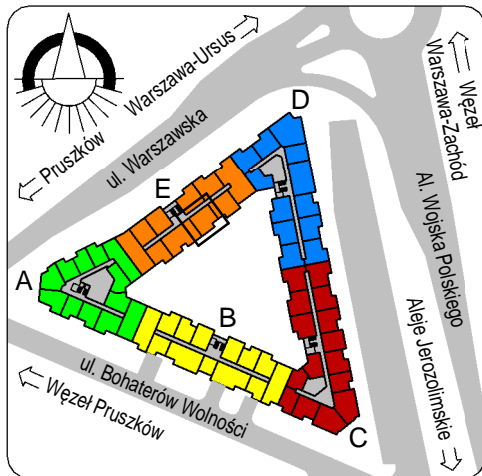 Warszawa-Ursus
Pruszków
ul. Warszawska
Węzeł
Warszawa-Zachód
Al. Wojska Polskiego
Aleje Jerozolimskie
D
E
A
B
C
ul. Bohaterów Wolności
Węzeł Pruszków